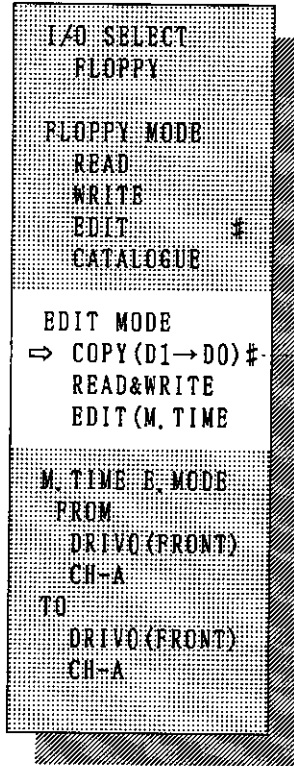 I/O SELECT
FLOPPY
FLOPPY MODE
READ
WRITE
EDIT #
CATALOGUE
EDIT MODE
⇨ COPY(D1→D0)#
READ&WRITE
EDIT(M.TIME
M.TIME E.MODE
FROM
DRIV0(FRONT)
CH-A
TO
DRIV0(FRONT)
CH-A